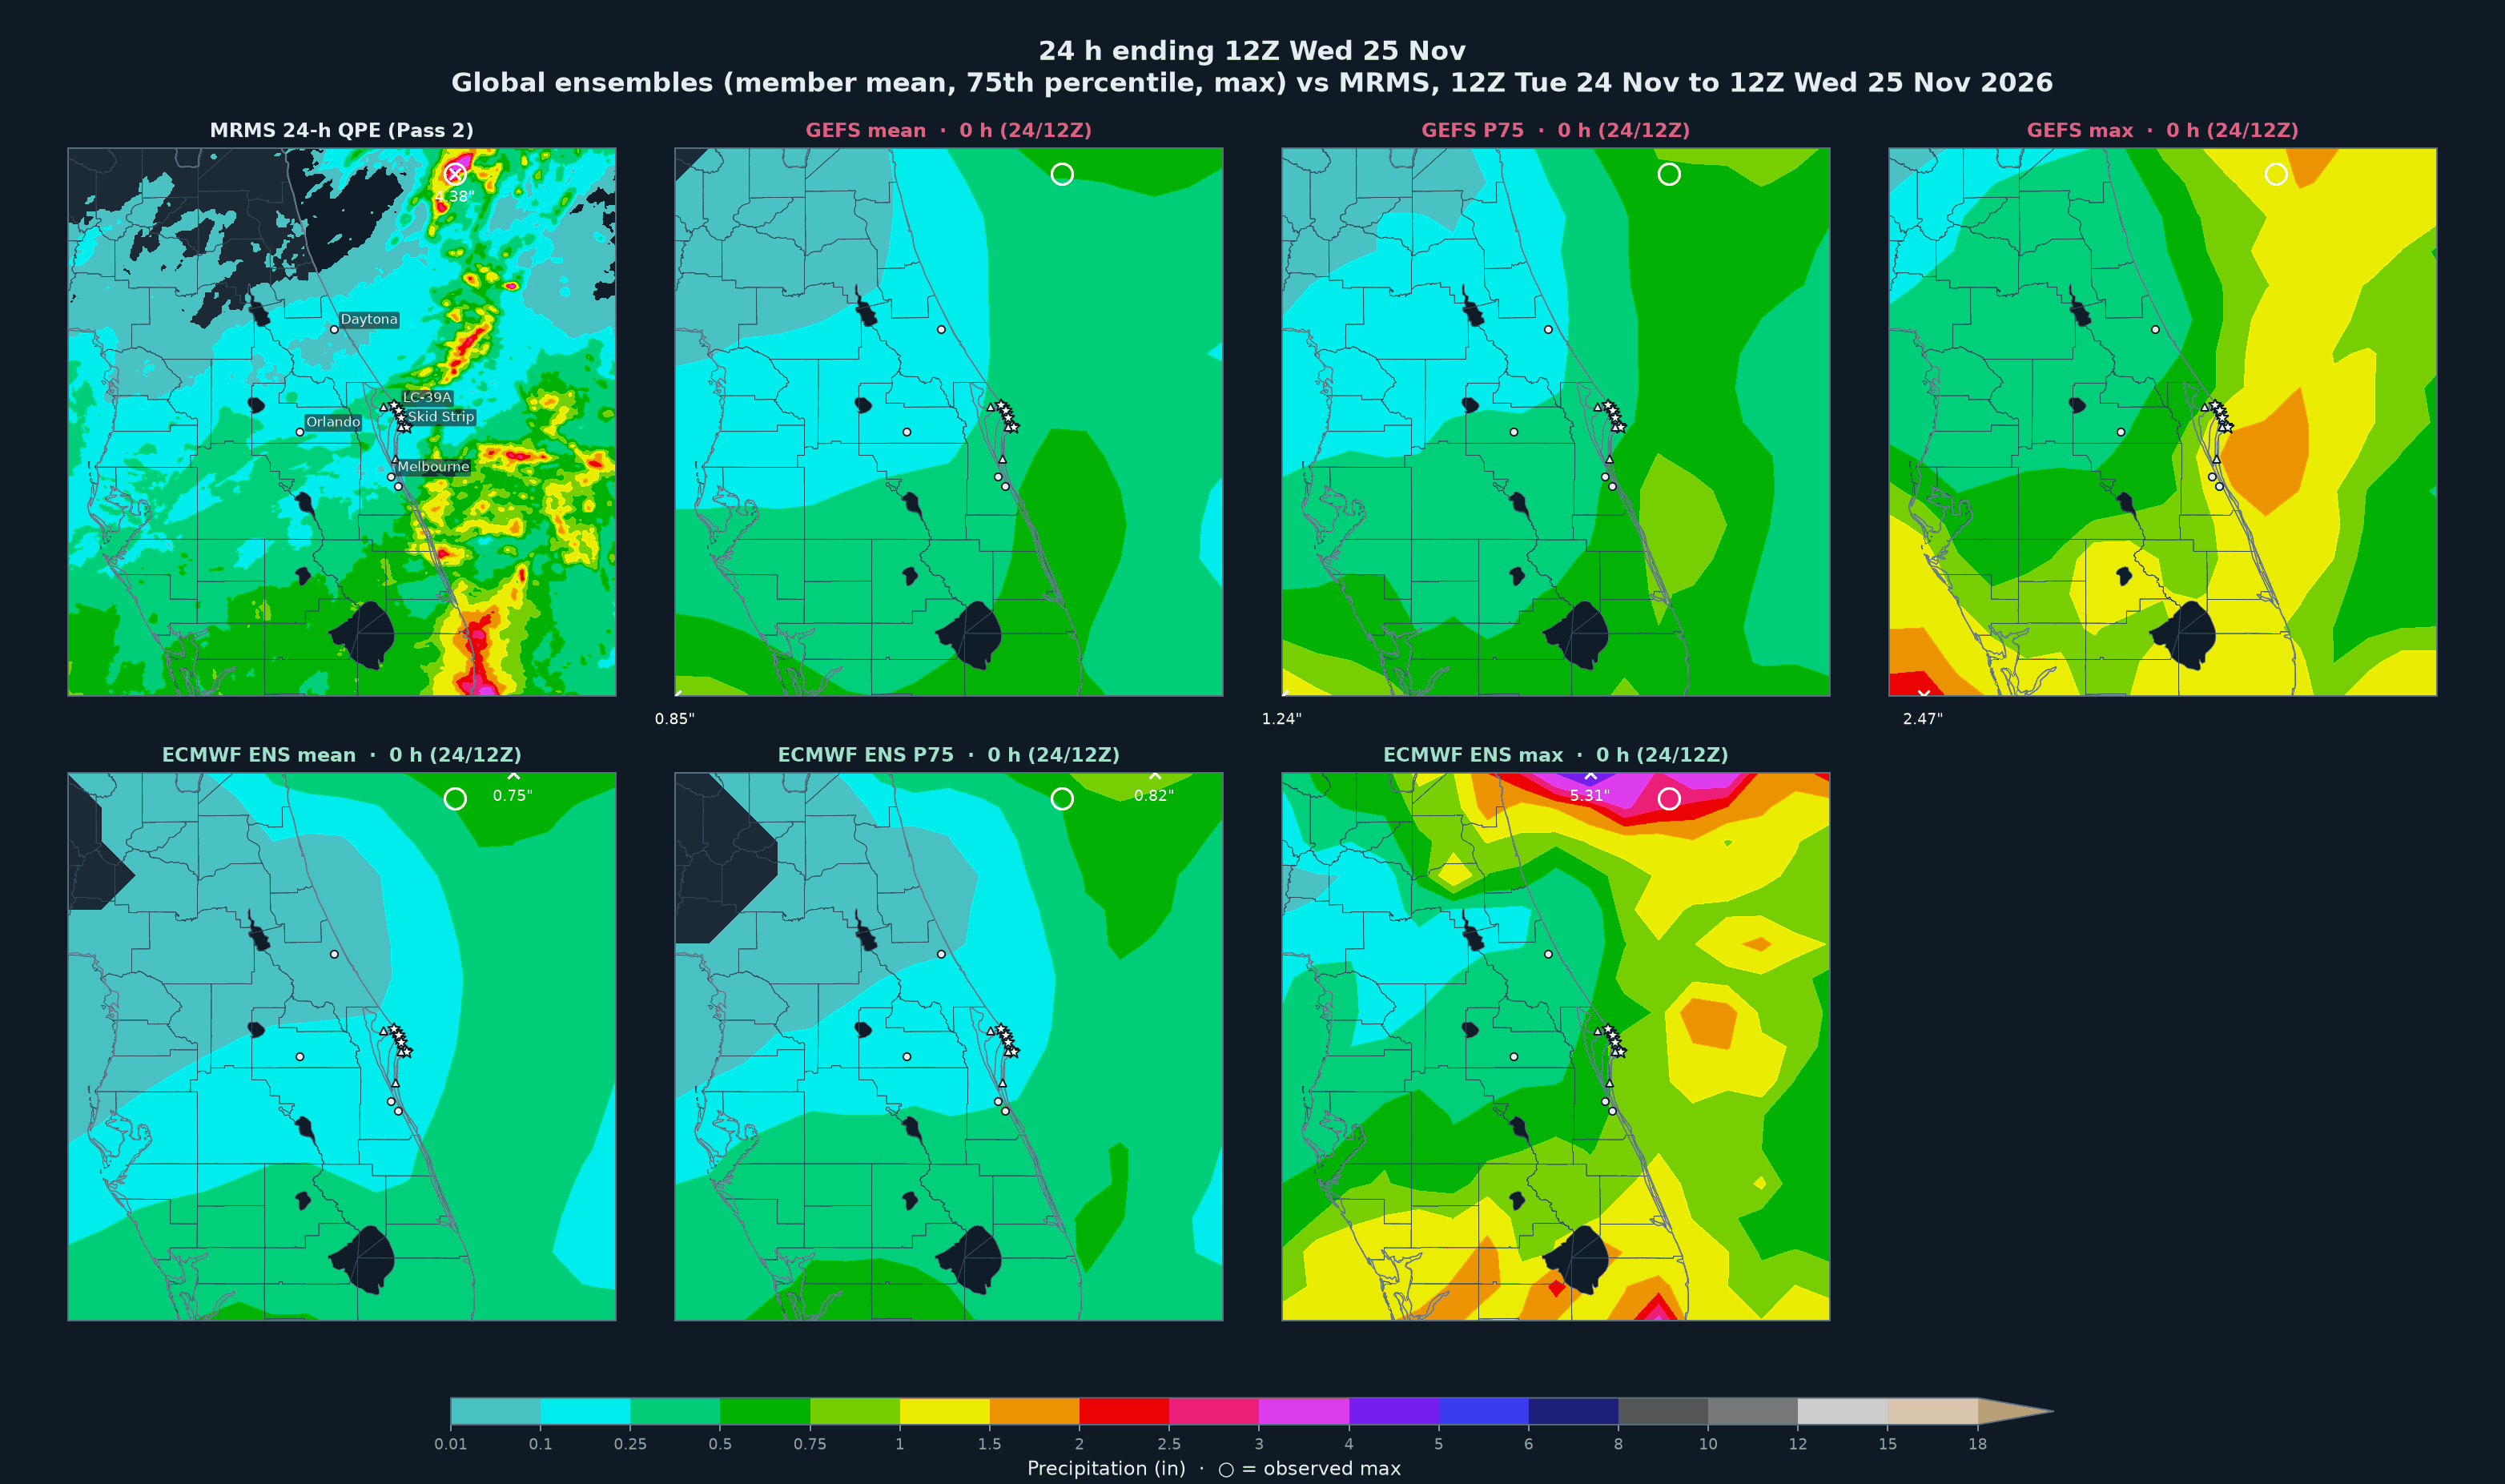 24 h ending 12Z Wed 25 Nov
Global ensembles (member mean, 75th percentile, max) vs MRMS, 12Z Tue 24 Nov to 12Z Wed 25 Nov 2026
MRMS 24-h QPE (Pass 2)
GEFS mean · 0 h (24/12Z)
GEFS P75 · 0 h (24/12Z)
GEFS max · 0 h (24/12Z)
4.38"
Daytona
LC-39A
Skid Strip
Orlando
Melbourne
0.85"
1.24"
2.47"
ECMWF ENS mean · 0 h (24/12Z)
ECMWF ENS P75 · 0 h (24/12Z)
ECMWF ENS max · 0 h (24/12Z)
0.75"
0.82"
5.31"
0.01 0.1 0.25 0.5 0.75 1 1.5 2 2.5 3 4 5 6 8 10 12 15 18
Precipitation (in) · ○ = observed max